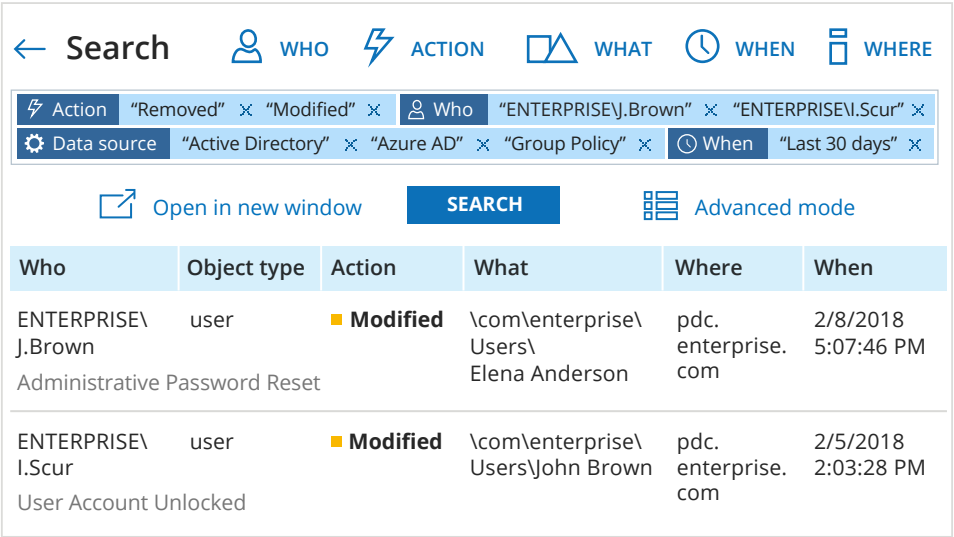 Search WHO ACTION WHAT WHEN WHERE
Action “Removed” “Modified” Who “ENTERPRISE\J.Brown” “ENTERPRISE\I.Scur”
Data source “Active Directory” “Azure AD” “Group Policy” When “Last 30 days”
Open in new window SEARCH Advanced mode
Who Object type Action What Where When
ENTERPRISE\ user Modified \com\enterprise\ pdc. 2/8/2018
J.Brown Users\ enterprise. 5:07:46 PM
Elena Anderson com
Administrative Password Reset
ENTERPRISE\ user Modified \com\enterprise\ pdc. 2/5/2018
I.Scur Users\John Brown enterprise. 2:03:28 PM
com
User Account Unlocked